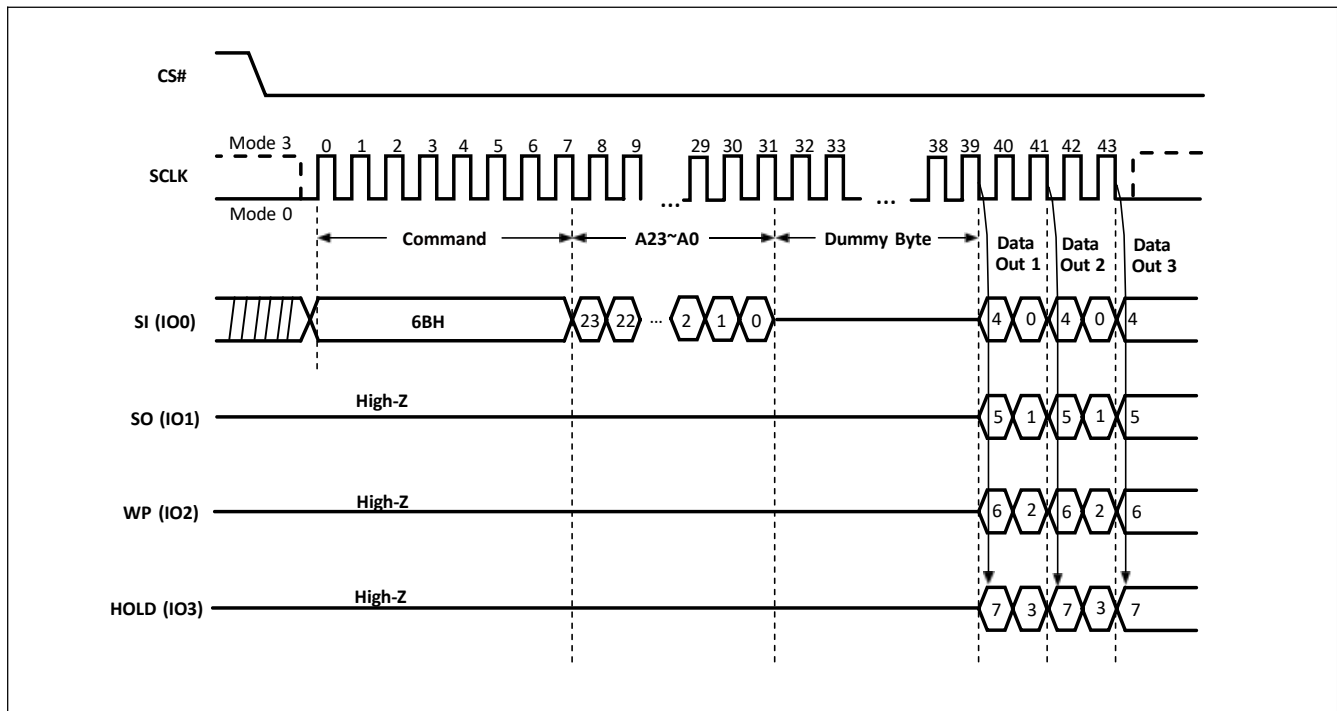 CS#
Mode 3
0 1 2 3 4 5 6 7 8 9 29 30 31 32 33 38 39 40 41 42 43
SCLK
... ...
Mode 0
Command A23~A0 Dummy Byte Data Out 1 Data Out 2 Data Out 3
SI (IO0) 6BH 23 22 ... 2 1 0 4 0 4 0 4
High-Z
SO (IO1) 5 1 5 1 5
High-Z
WP (IO2) 6 2 6 2 6
High-Z
HOLD (IO3) 7 3 7 3 7